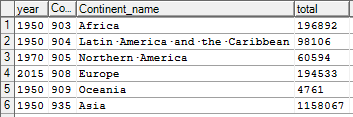 year Co... Continent_name total
1 1950 903 Africa 196892
2 1950 904 Latin·America·and·the·Caribbean 98106
3 1970 905 Northern·America 60594
4 2015 908 Europe 194533
5 1950 909 Oceania 4761
6 1950 935 Asia 1158067